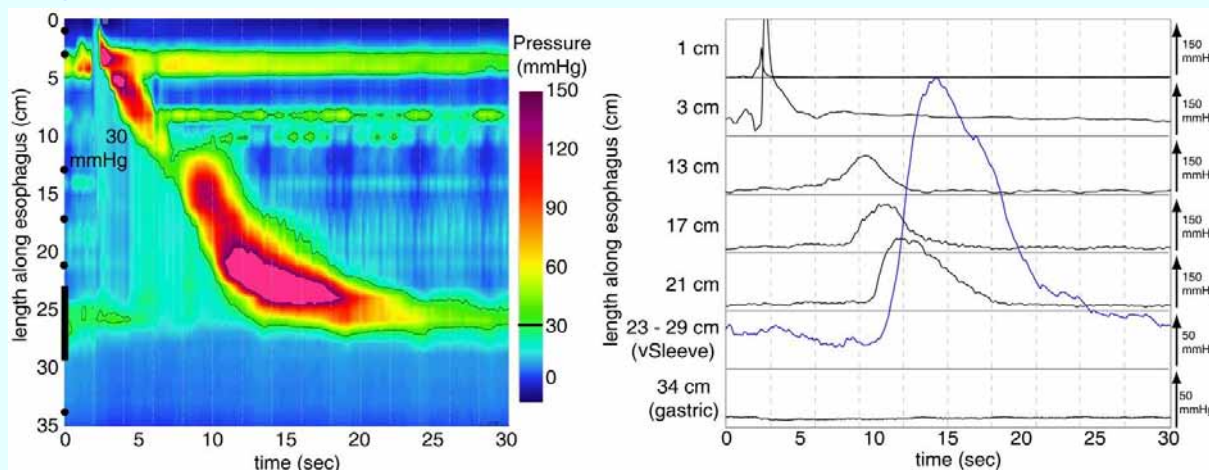 0
5
10
15
20
25
30
35
length along esophagus (cm)
30
mmHg
0 5 10 15 20 25 30
time (sec)
Pressure
(mmHg)
150
120
90
60
30
0
length along esophagus (cm)
1 cm
3 cm
13 cm
17 cm
21 cm
23 - 29 cm
(vSleeve)
34 cm
(gastric)
150
mmHg
150
mmHg
150
mmHg
150
mmHg
150
mmHg
50
mmHg
50
mmHg
0 5 10 15 20 25 30
time (sec)